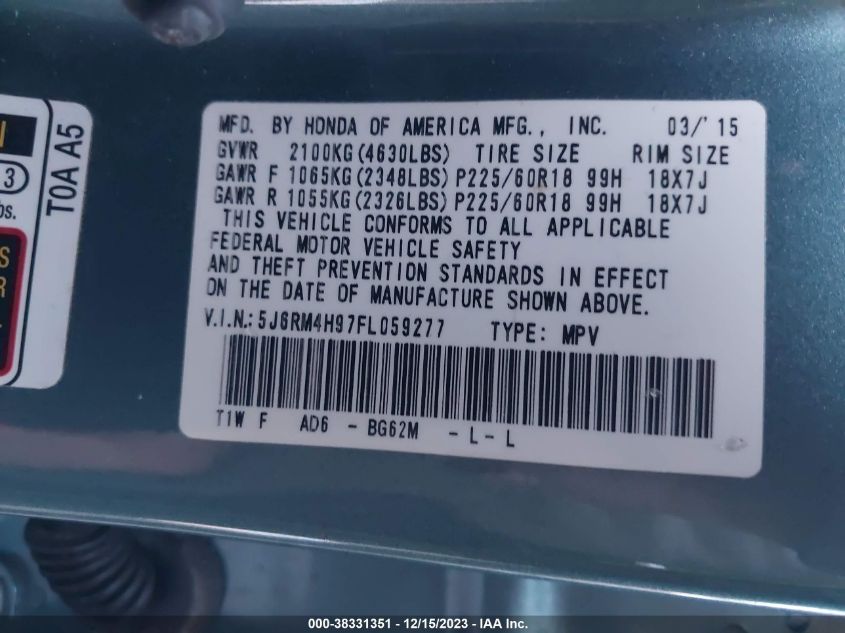 MFD. BY HONDA OF AMERICA MFG., INC. 03/'15
GVWR 2100KG(4630LBS) TIRE SIZE RIM SIZE
GAWR F 1065KG(2348LBS) P225/60R18 99H 18X7J
GAWR R 1055KG(2326LBS) P225/60R18 99H 18X7J
THIS VEHICLE CONFORMS TO ALL APPLICABLE
FEDERAL MOTOR VEHICLE SAFETY
AND THEFT PREVENTION STANDARDS IN EFFECT
ON THE DATE OF MANUFACTURE SHOWN ABOVE.
V.I.N.: 5J6RM4H97FL059277 TYPE: MPV
T1W F AD6 - BG62M - L - L
T0A A5
3
bs.
000-38331351 - 12/15/2023 - IAA Inc.